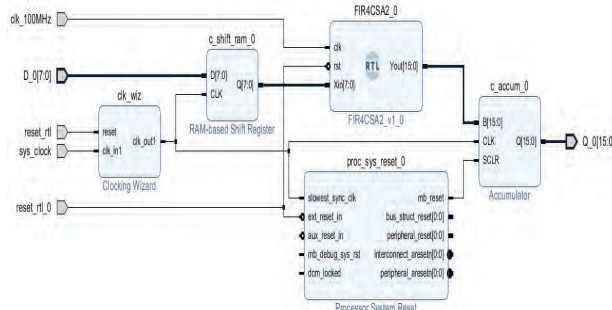 clk_100MHz
D_0[7:0]
reset_rtl
sys_clock
reset_rtl_0
clk_wiz
reset
clk_in1
clk_out1
Clocking Wizard
c_shift_ram_0
D[7:0]
CLK
Q[7:0]
RAM-based Shift Register
FIR4CSA2_0
clk
rst
Xin[7:0]
RTL
Yout[15:0]
FIR4CSA2_v1_0
proc_sys_reset_0
slowest_sync_clk
ext_reset_in
aux_reset_in
mb_debug_sys_rst
dcm_locked
mb_reset
bus_struct_reset[0:0]
peripheral_reset[0:0]
interconnect_aresetn[0:0]
peripheral_aresetn[0:0]
Processor System Reset
c_accum_0
B[15:0]
CLK
SCLR
Q[15:0]
Accumulator
Q_0[15:0